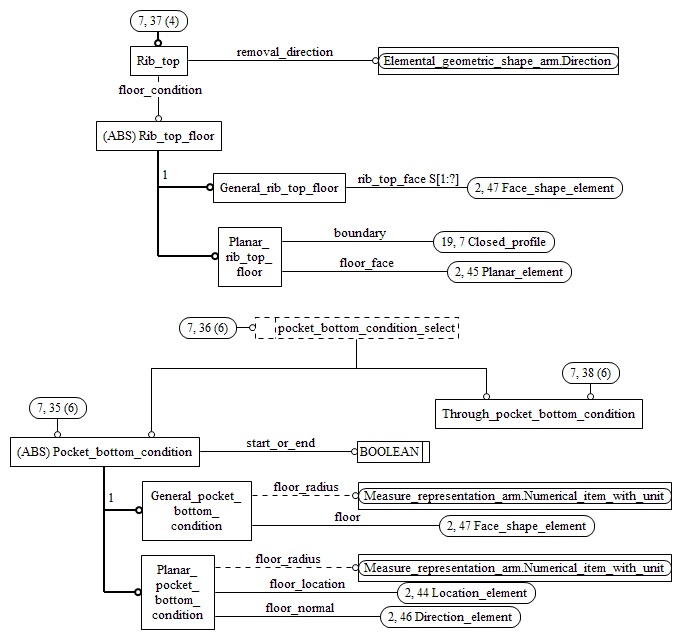 7, 37 (4)
removal_direction
Rib_top
Elemental_geometric_shape_arm.Direction
floor_condition
(ABS) Rib_top_floor
1
General_rib_top_floor
rib_top_face S[1:?]
2, 47 Face_shape_element
Planar_
rib_top_
floor
boundary
19, 7 Closed_profile
floor_face
2, 45 Planar_element
7, 36 (6)
pocket_bottom_condition_select
7, 38 (6)
7, 35 (6)
Through_pocket_bottom_condition
(ABS) Pocket_bottom_condition
start_or_end
BOOLEAN
1
General_pocket_
bottom_
condition
floor_radius
Measure_representation_arm.Numerical_item_with_unit
floor
2, 47 Face_shape_element
Planar_
pocket_
bottom_
condition
floor_radius
Measure_representation_arm.Numerical_item_with_unit
floor_location
2, 44 Location_element
floor_normal
2, 46 Direction_element